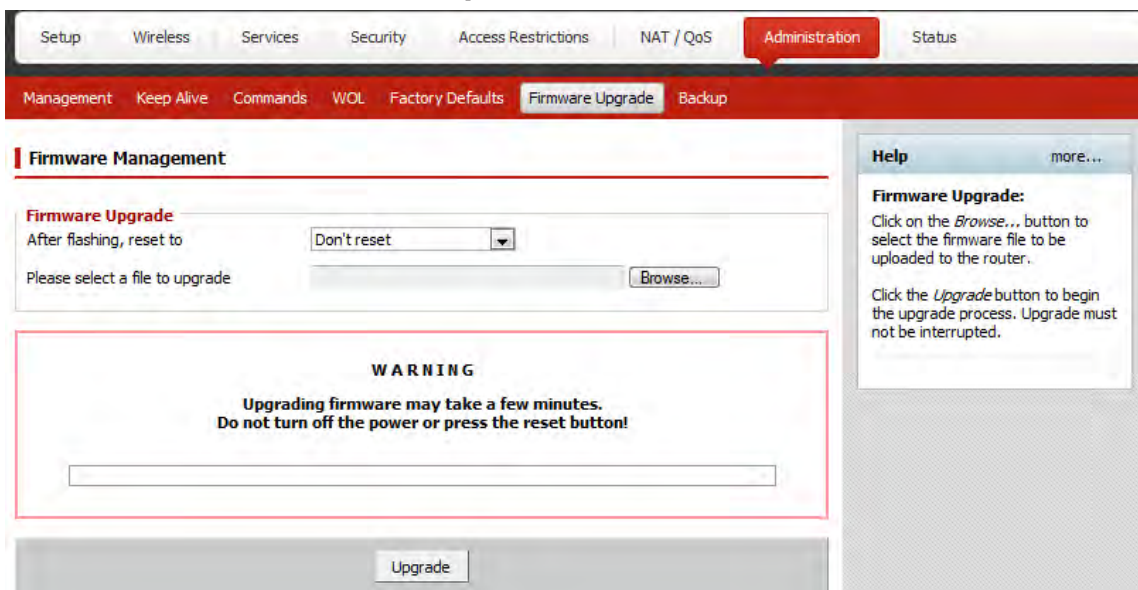 Setup Wireless Services Security Access Restrictions NAT / QoS Administration Status
Management Keep Alive Commands WOL Factory Defaults Firmware Upgrade Backup
Firmware Management
Firmware Upgrade
After flashing, reset to Don't reset
Please select a file to upgrade Browse...
WARNING
Upgrading firmware may take a few minutes.
Do not turn off the power or press the reset button!
Upgrade
Help more...
Firmware Upgrade:
Click on the Browse... button to
select the firmware file to be
uploaded to the router.
Click the Upgrade button to begin
the upgrade process. Upgrade must
not be interrupted.